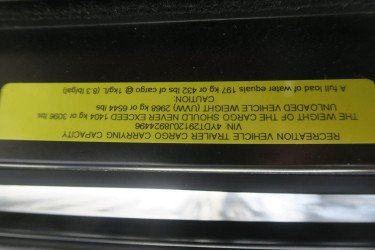 RECREATION VEHICLE TRAILER CARGO CARRYING CAPACITY
VIN: 47DT29120J8924496
THE WEIGHT OF THE CARGO SHOULD NEVER EXCEED 1404 kg or 3096 lbs
UNLOADED VEHICLE WEIGHT (UVW) 2968 kg or 6544 lbs
CAUTION:
A full load of water equals 197 kg or 432 lbs of cargo @ 1kg/L (8.3 lb/gal)